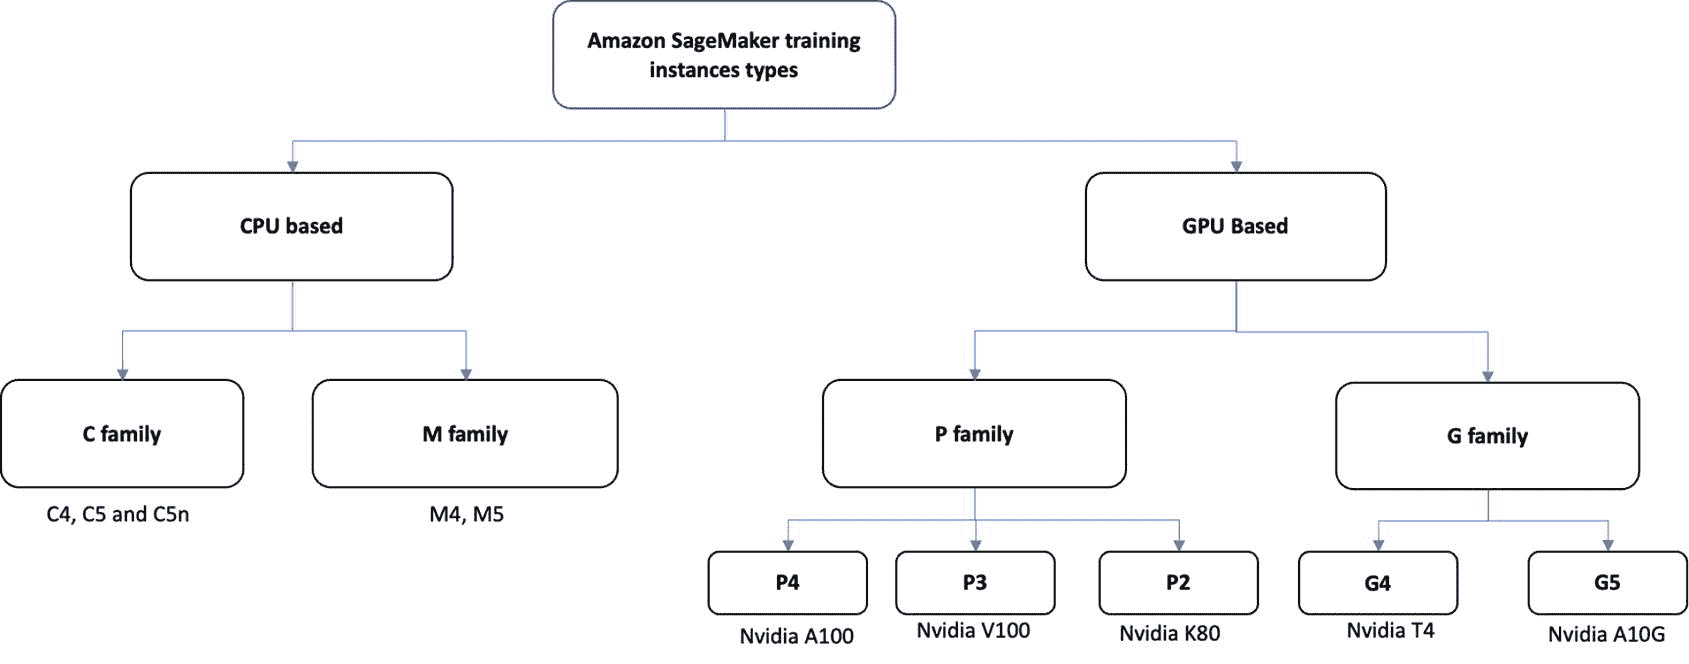 Amazon SageMaker training
instances types
CPU based
GPU Based
C family
M family
P family
G family
C4, C5 and C5n
M4, M5
P4
P3
P2
G4
G5
Nvidia A100
Nvidia V100
Nvidia K80
Nvidia T4
Nvidia A10G